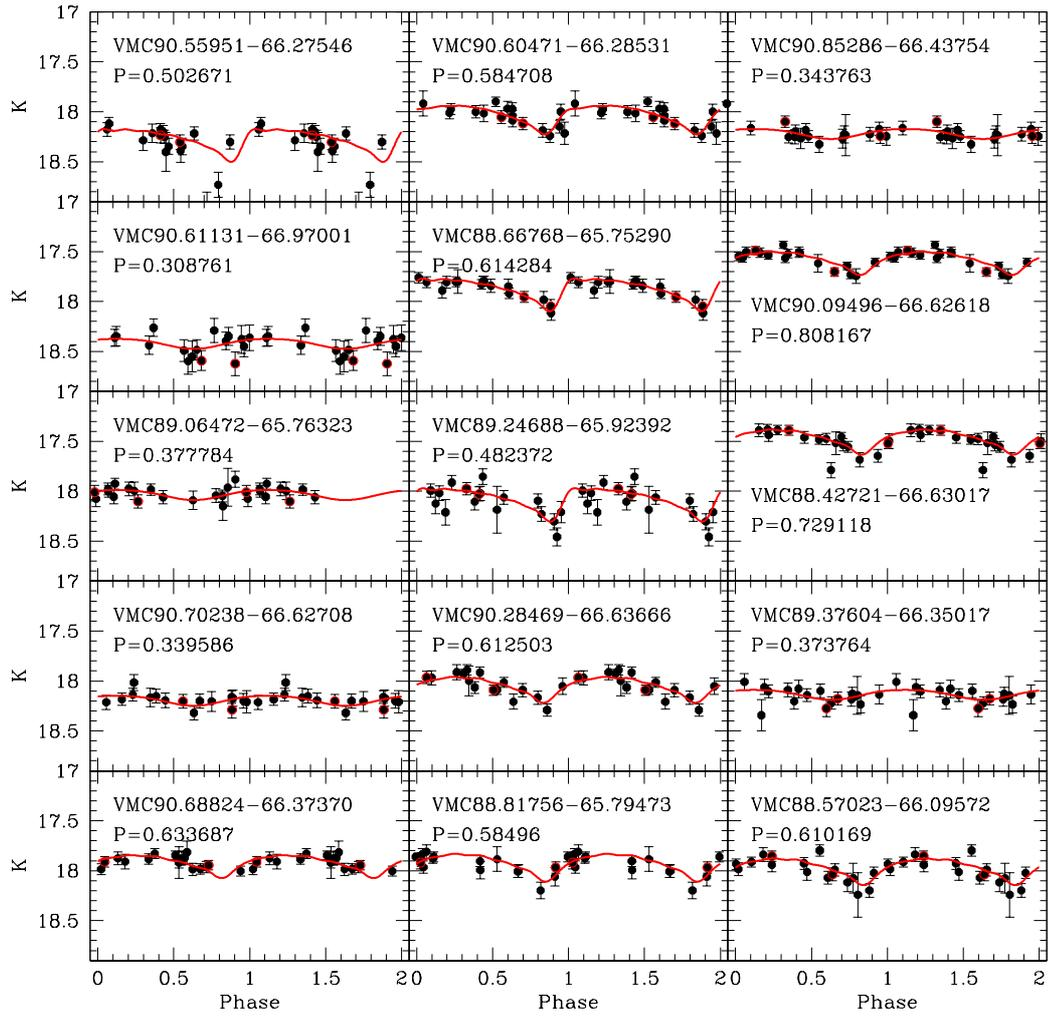 17
VMC90.55951−66.27546 VMC90.60471−66.28531 VMC90.85286−66.43754
17.5
P=0.502671 P=0.584708 P=0.343763
K
18
18.5
17
VMC90.61131−66.97001 VMC88.66768−65.75290
17.5
P=0.308761 P=0.614284
K
18
VMC90.09496−66.62618
P=0.808167
18.5
17
VMC89.06472−65.76323 VMC89.24688−65.92392
17.5
P=0.377784 P=0.482372
K
18
VMC88.42721−66.63017
P=0.729118
18.5
17
VMC90.70238−66.62708 VMC90.28469−66.63666 VMC89.37604−66.35017
17.5
P=0.339586 P=0.612503 P=0.373764
K
18
18.5
17
VMC90.68824−66.37370 VMC88.81756−65.79473 VMC88.57023−66.09572
17.5
P=0.633687 P=0.58496 P=0.610169
K
18
18.5
0 0.5 1 1.5 2 0 0.5 1 1.5 2 0 0.5 1 1.5 2
Phase Phase Phase